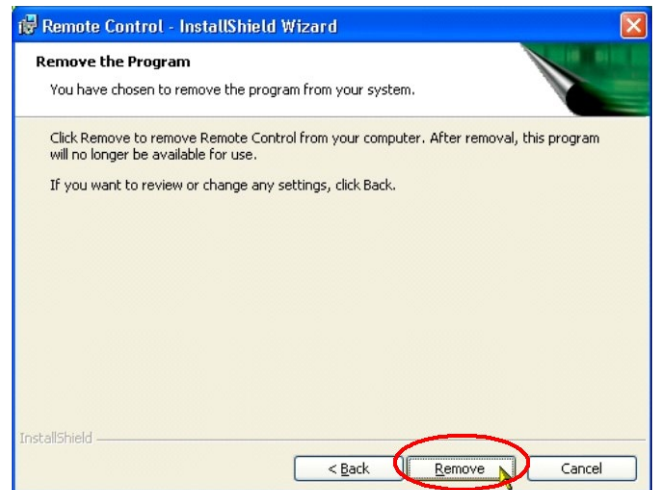 Remote Control - InstallShield Wizard
Remove the Program
You have chosen to remove the program from your system.
Click Remove to remove Remote Control from your computer. After removal, this program
will no longer be available for use.
If you want to review or change any settings, click Back.
InstallShield
< Back
Remove
Cancel